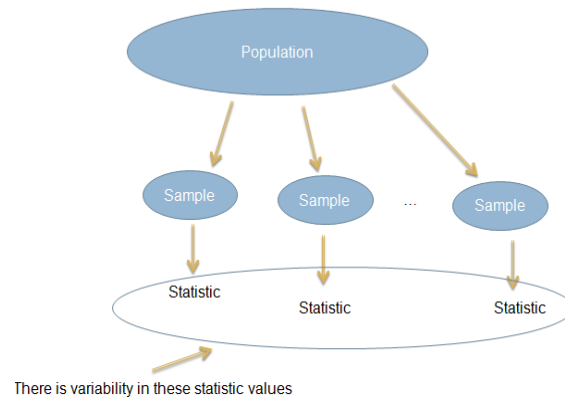 Population
Sample
Sample
...
Sample
Statistic
Statistic
Statistic
There is variability in these statistic values